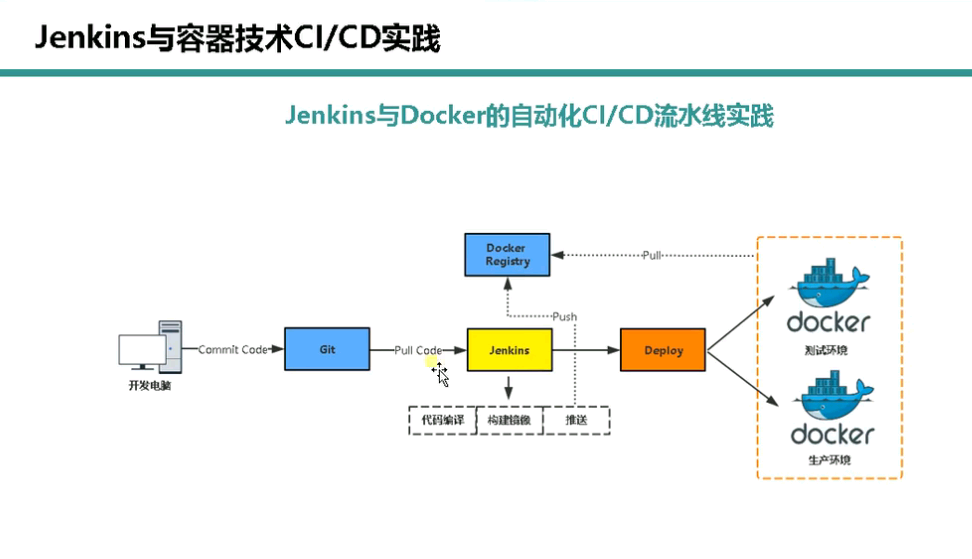 Jenkins与容器技术CI/CD实践
Jenkins与Docker的自动化CI/CD流水线实践
Docker
Registry
Pull
docker
测试环境
Push
Commit Code
Git
Pull Code
Jenkins
Deploy
开发电脑
代码编译
构建镜像
推送
docker
生产环境